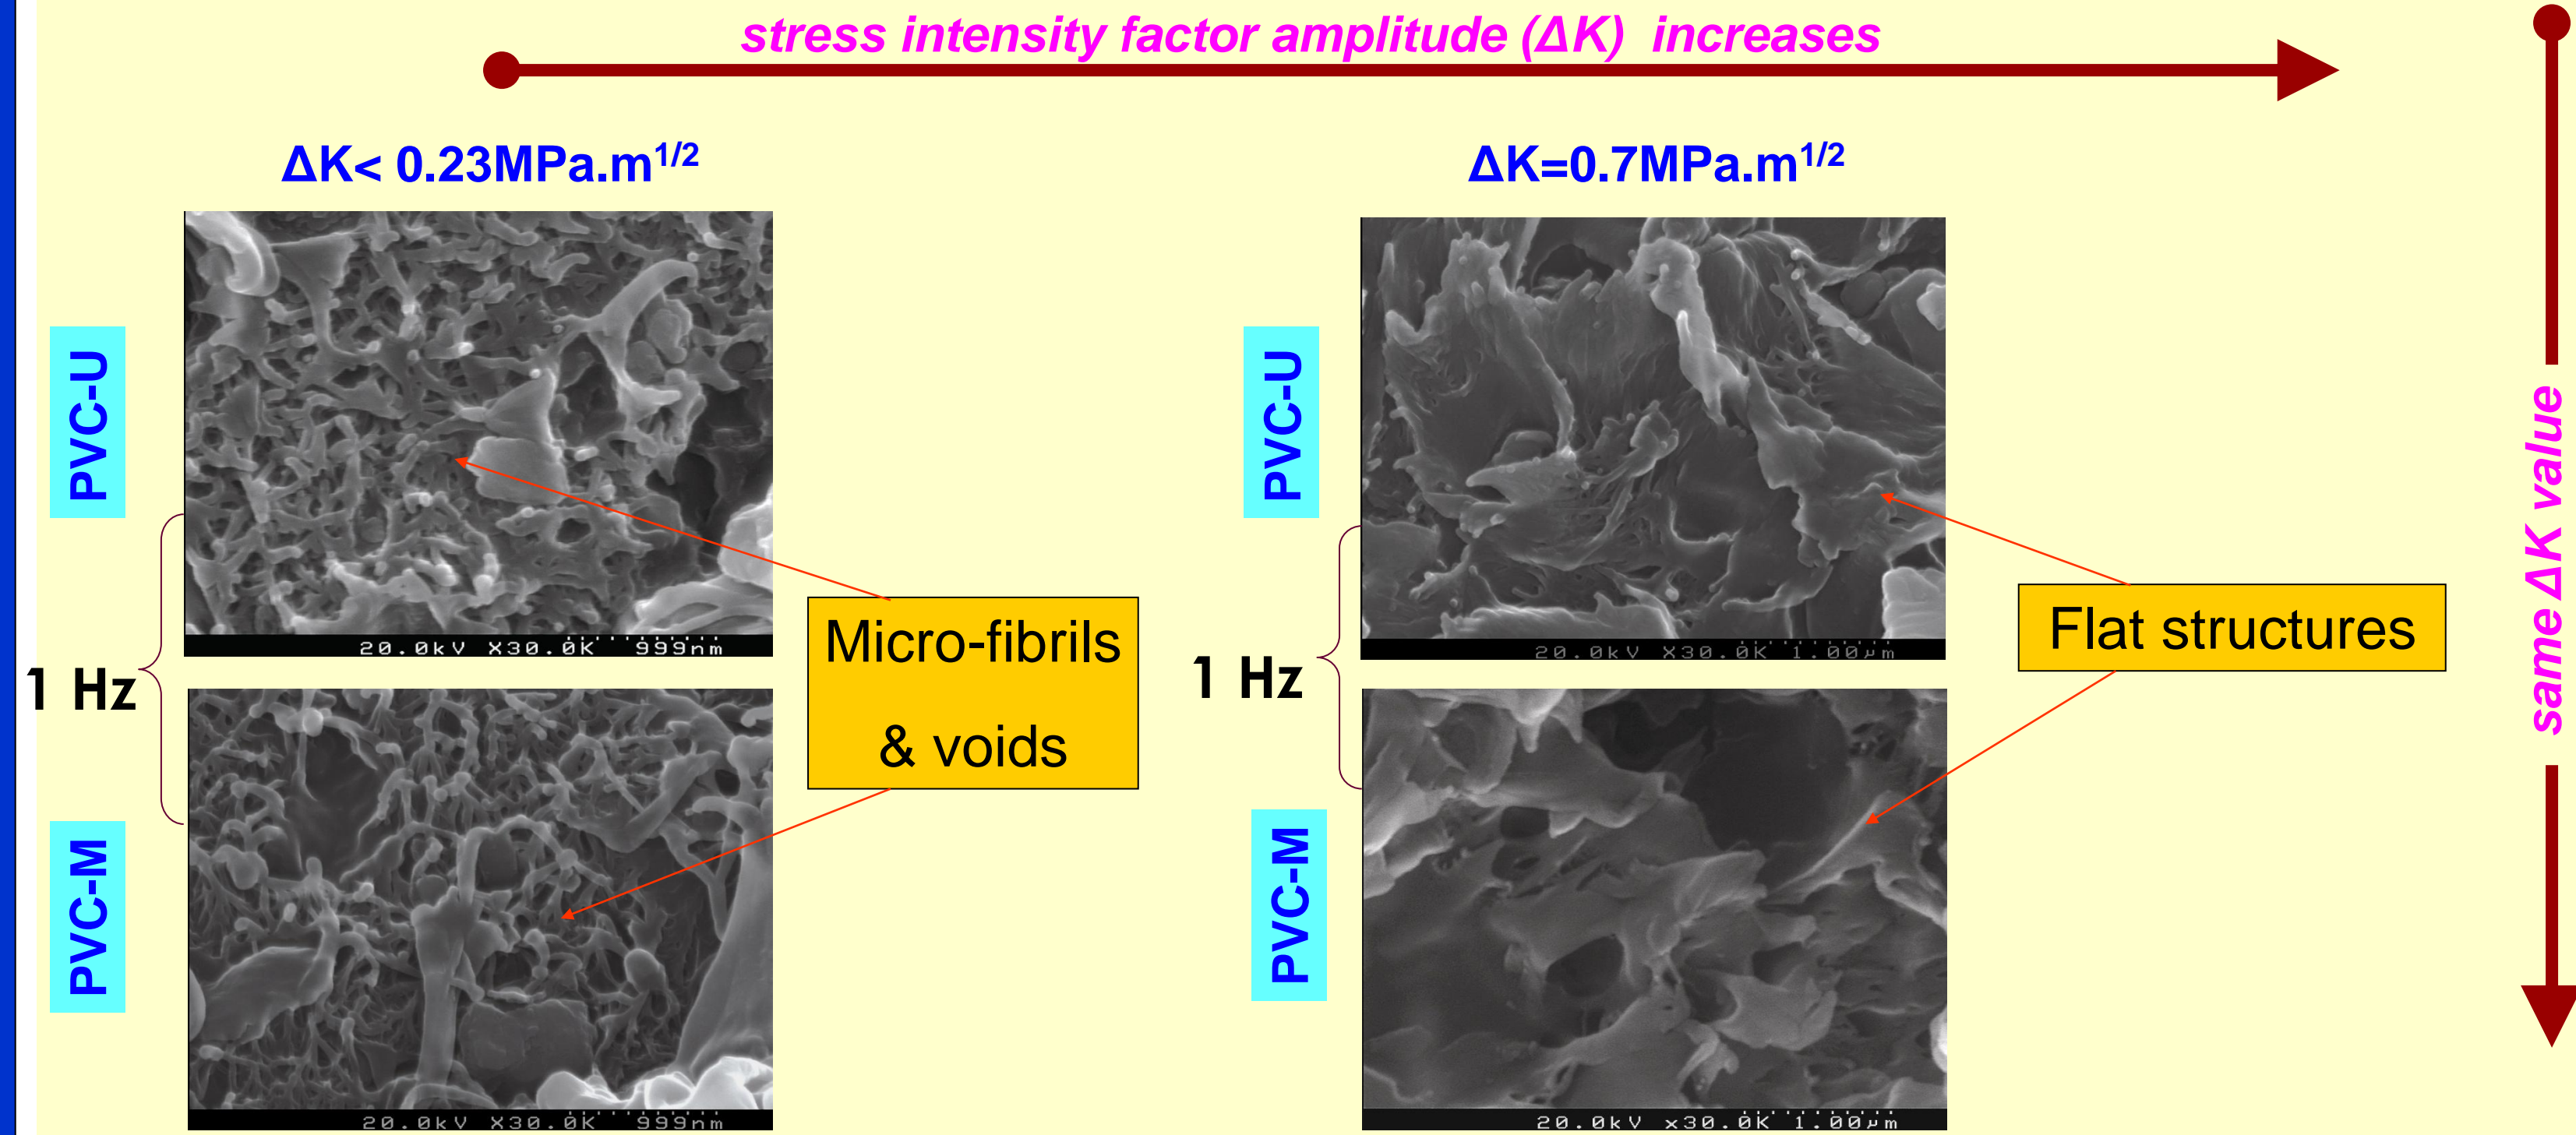 stress intensity factor amplitude (ΔK) increases
ΔK< 0.23MPa.m1/2
ΔK=0.7MPa.m1/2
PVC-U
20.0kV X30.0K 999nm
PVC-U
20.0kV X30.0K 1.00µm
same ΔK value
Micro-fibrils
& voids
Flat structures
1 Hz
1 Hz
PVC-M
20.0kV X30.0K 999nm
PVC-M
20.0kV x30.0K 1.00µm